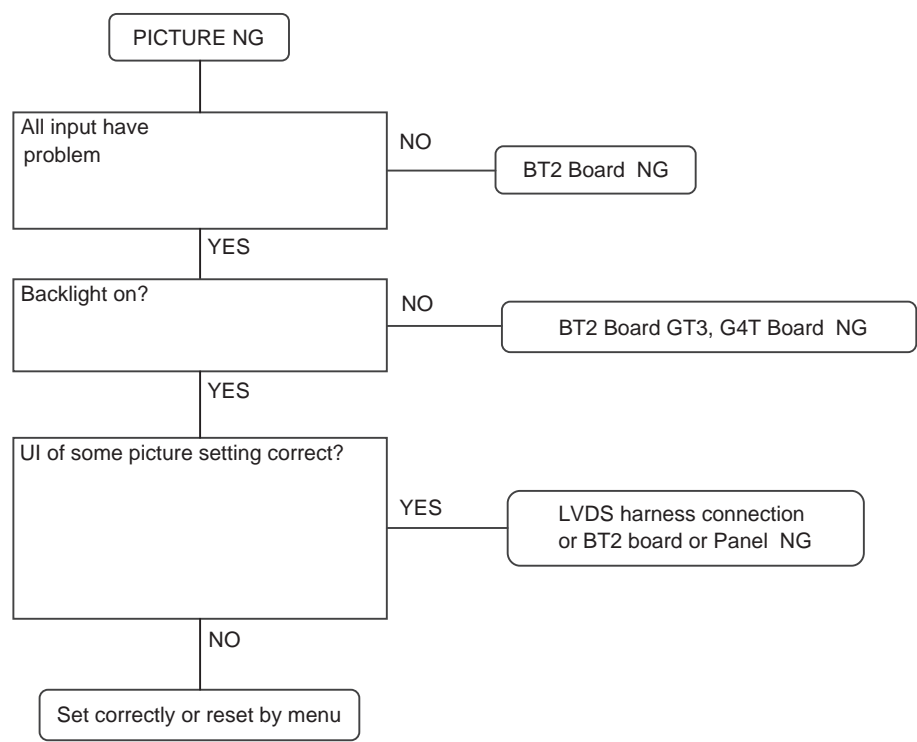 PICTURE NG
All input have
problem
NO
BT2 Board NG
YES
Backlight on?
NO
BT2 Board GT3, G4T Board NG
YES
UI of some picture setting correct?
YES
LVDS harness connection
or BT2 board or Panel NG
NO
Set correctly or reset by menu